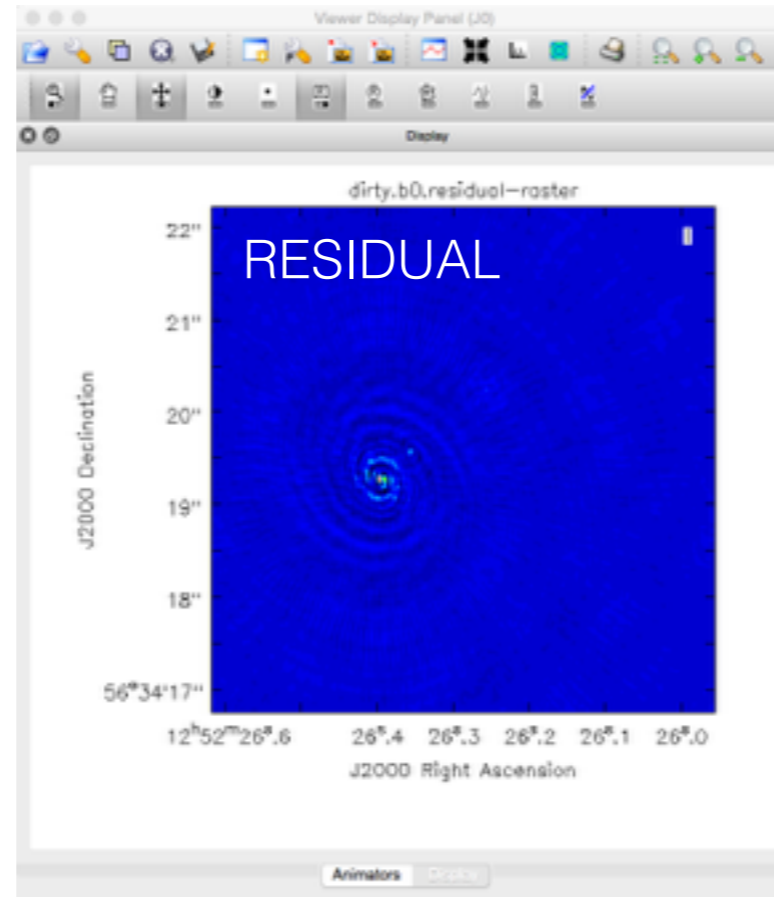 Viewer Display Panel (J0)
Display
dirty.b0.residual-raster
RESIDUAL
22"
21"
20"
19"
18"
56°34'17"
J2000 Declination
12ʰ52ᵐ26ˢ.6
26ˢ.4
26ˢ.3
26ˢ.2
26ˢ.1
26ˢ.0
J2000 Right Ascension
Animators